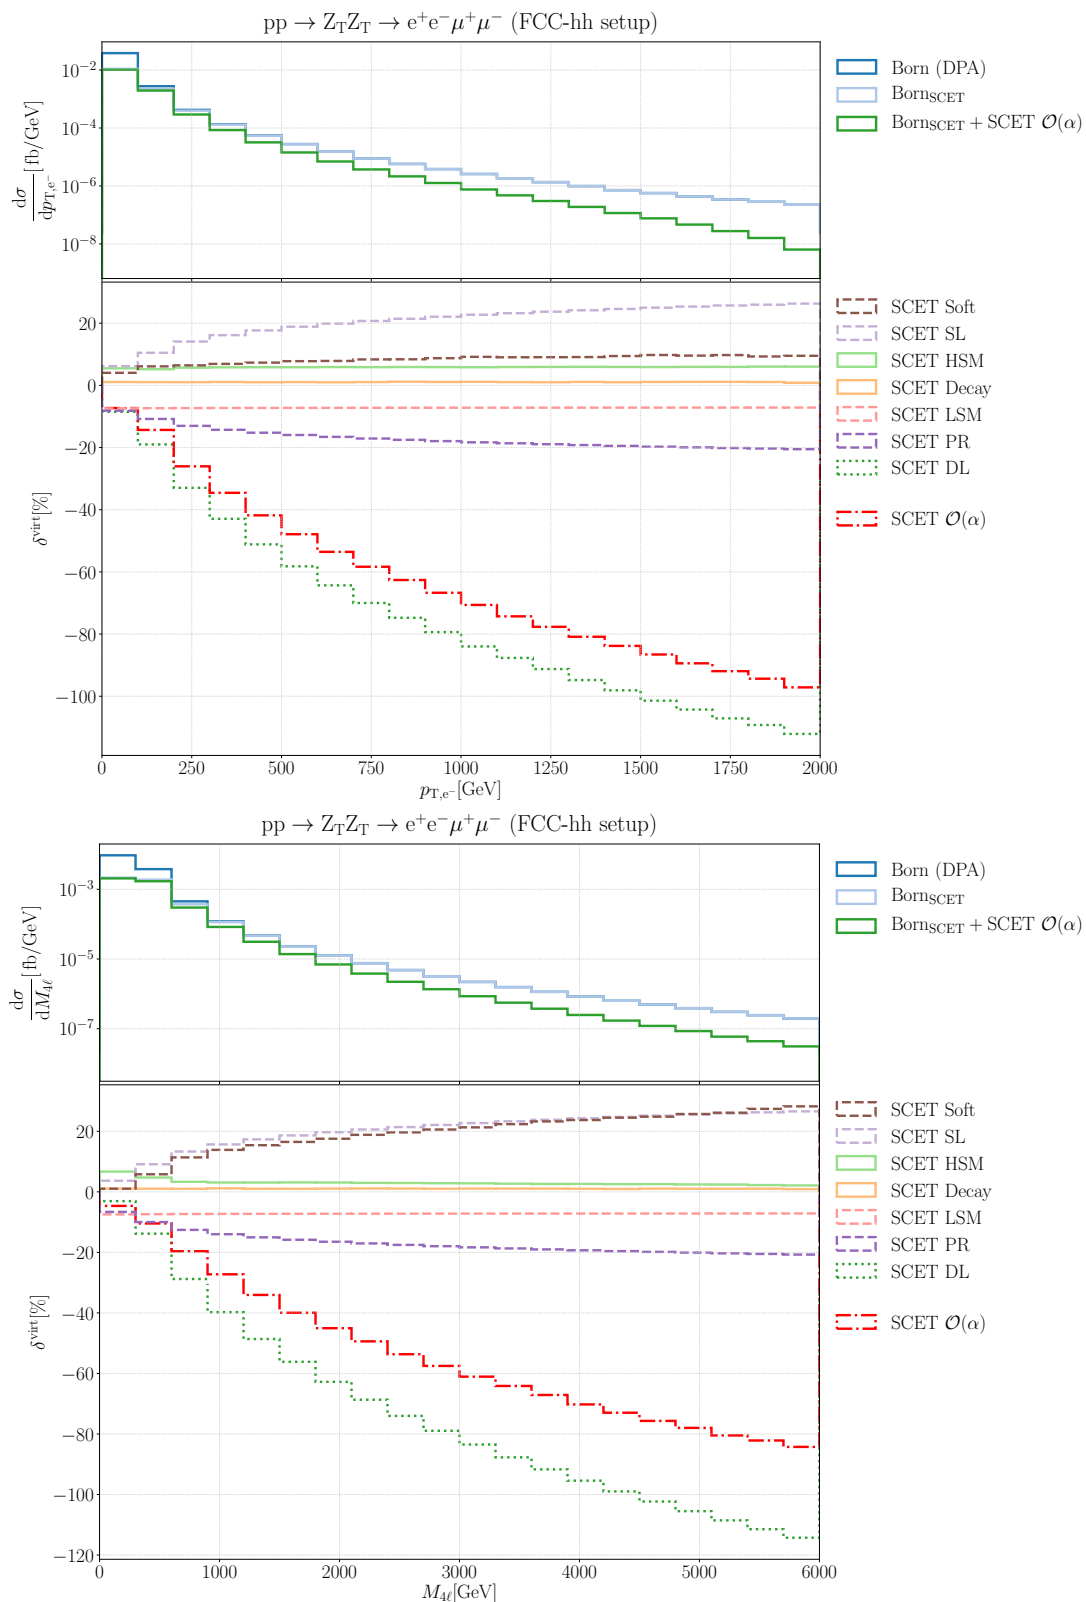 pp → Z_T Z_T → e⁺e⁻μ⁺μ⁻ (FCC-hh setup)
Born (DPA)
Born_SCET
Born_SCET + SCET 𝒪(α)
dσ/dp_T,e⁻ [fb/GeV]
10⁻²
10⁻⁴
10⁻⁶
10⁻⁸
SCET Soft
SCET SL
SCET HSM
SCET Decay
SCET LSM
SCET PR
SCET DL
SCET 𝒪(α)
δ^virt[%]
20
0
−20
−40
−60
−80
−100
0 250 500 750 1000 1250 1500 1750 2000
p_T,e⁻[GeV]
pp → Z_T Z_T → e⁺e⁻μ⁺μ⁻ (FCC-hh setup)
Born (DPA)
Born_SCET
Born_SCET + SCET 𝒪(α)
dσ/dM_4ℓ [fb/GeV]
10⁻³
10⁻⁵
10⁻⁷
SCET Soft
SCET SL
SCET HSM
SCET Decay
SCET LSM
SCET PR
SCET DL
SCET 𝒪(α)
δ^virt[%]
20
0
−20
−40
−60
−80
−100
−120
0 1000 2000 3000 4000 5000 6000
M_4ℓ[GeV]